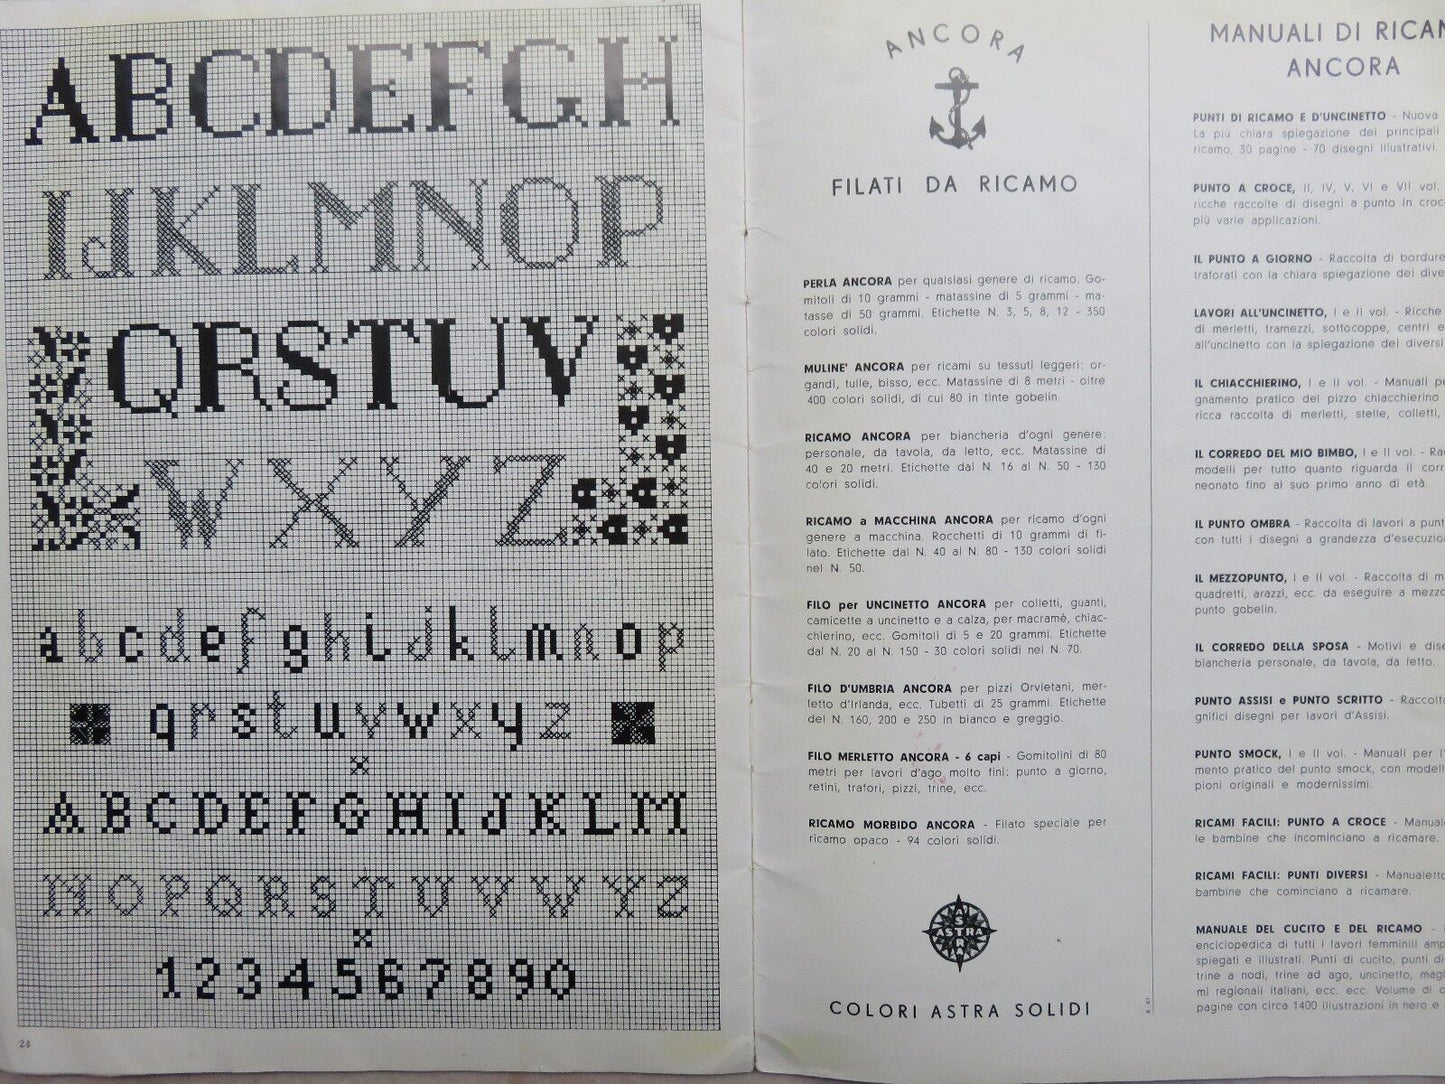 ABCDEFGH
IJKLMNOP
QRSTUV
WXYZ
abcdefghijklmnop
qrstuvwxyz
x
ABCDEFGHIJKLM
NOPQRSTUVWYZ
x
1234567890
24
ANCORA
FILATI DA RICAMO
PERLA ANCORA per qualsiasi genere di ricamo. Go-
mitoli di 10 grammi - matassine di 5 grammi - ma-
tasse di 50 grammi. Etichette N. 3, 5, 8, 12 - 350
colori solidi.
MULINE' ANCORA per ricami su tessuti leggeri: or-
gandi, tulle, bisso, ecc. Matassine di 8 metri - oltre
400 colori solidi, di cui 80 in tinte gobelin.
RICAMO ANCORA per biancheria d'ogni genere:
personale, da tavola, da letto, ecc. Matassine di
40 e 20 metri. Etichette dal N. 16 al N. 50 - 130
colori solidi.
RICAMO a MACCHINA ANCORA per ricamo d'ogni
genere a macchina. Rocchetti di 10 grammi di fi-
lato. Etichette dal N. 40 al N. 80 - 130 colori solidi
nel N. 50.
FILO per UNCINETTO ANCORA per colletti, guanti,
camicette a uncinetto e a calza, per macramè, chiac-
chierino, ecc. Gomitoli di 5 e 20 grammi. Etichette
dal N. 20 al N. 150 - 30 colori solidi nel N. 70.
FILO D'UMBRIA ANCORA per pizzi Orvietani, mer-
letto d'Irlanda, ecc. Tubetti di 25 grammi. Etichette
del N. 160, 200 e 250 in bianco e greggio.
FILO MERLETTO ANCORA - 6 capi - Gomitolini di 80
metri per lavori d'ago molto fini: punto a giorno,
retini, trafori, pizzi, trine, ecc.
RICAMO MORBIDO ANCORA - Filato speciale per
ricamo opaco - 94 colori solidi.
ASTRA
COLORI ASTRA SOLIDI
MANUALI DI RICAM
ANCORA
PUNTI DI RICAMO E D'UNCINETTO - Nuova
La più chiara spiegazione dei principali
ricamo, 30 pagine - 70 disegni illustrativi.
PUNTO A CROCE, II, IV, V, VI e VII vol.
ricche raccolte di disegni a punto in croce
più varie applicazioni.
IL PUNTO A GIORNO - Raccolta di bordure
traforati con la chiara spiegazione dei dive
LAVORI ALL'UNCINETTO, I e II vol. - Ricche
di merletti, tramezzi, sottocoppe, centri e
all'uncinetto con la spiegazione dei diversi
IL CHIACCHIERINO, I e II vol. - Manuali pe
gnamento pratico del pizzo chiacchierino
ricca raccolta di merletti, stelle, colletti,
IL CORREDO DEL MIO BIMBO, I e II vol. - Ra
modelli per tutto quanto riguarda il corr
neonato fino al suo primo anno di età.
IL PUNTO OMBRA - Raccolta di lavori a punt
con tutti i disegni a grandezza d'esecuzio
IL MEZZOPUNTO, I e II vol. - Raccolta di m
quadretti, arazzi, ecc. da eseguire a mezzo
punto gobelin.
IL CORREDO DELLA SPOSA - Motivi e dise
biancheria personale, da tavola, da letto.
PUNTO ASSISI e PUNTO SCRITTO - Raccolt
gnifici disegni per lavori d'Assisi.
PUNTO SMOCK, I e II vol. - Manuali per l'
mento pratico del punto smock, con modell
pioni originali e modernissimi.
RICAMI FACILI: PUNTO A CROCE - Manual
le bambine che incominciano a ricamare.
RICAMI FACILI: PUNTI DIVERSI - Manualetto
bambine che cominciano a ricamare.
MANUALE DEL CUCITO E DEL RICAMO -
enciclopedica di tutti i lavori femminili amp
spiegati e illustrati. Punti di cucito, punti di
trine a nodi, trine ad ago, uncinetto, mag
mi regionali italiani, ecc. ecc. Volume di
pagine con circa 1400 illustrazioni in nero e